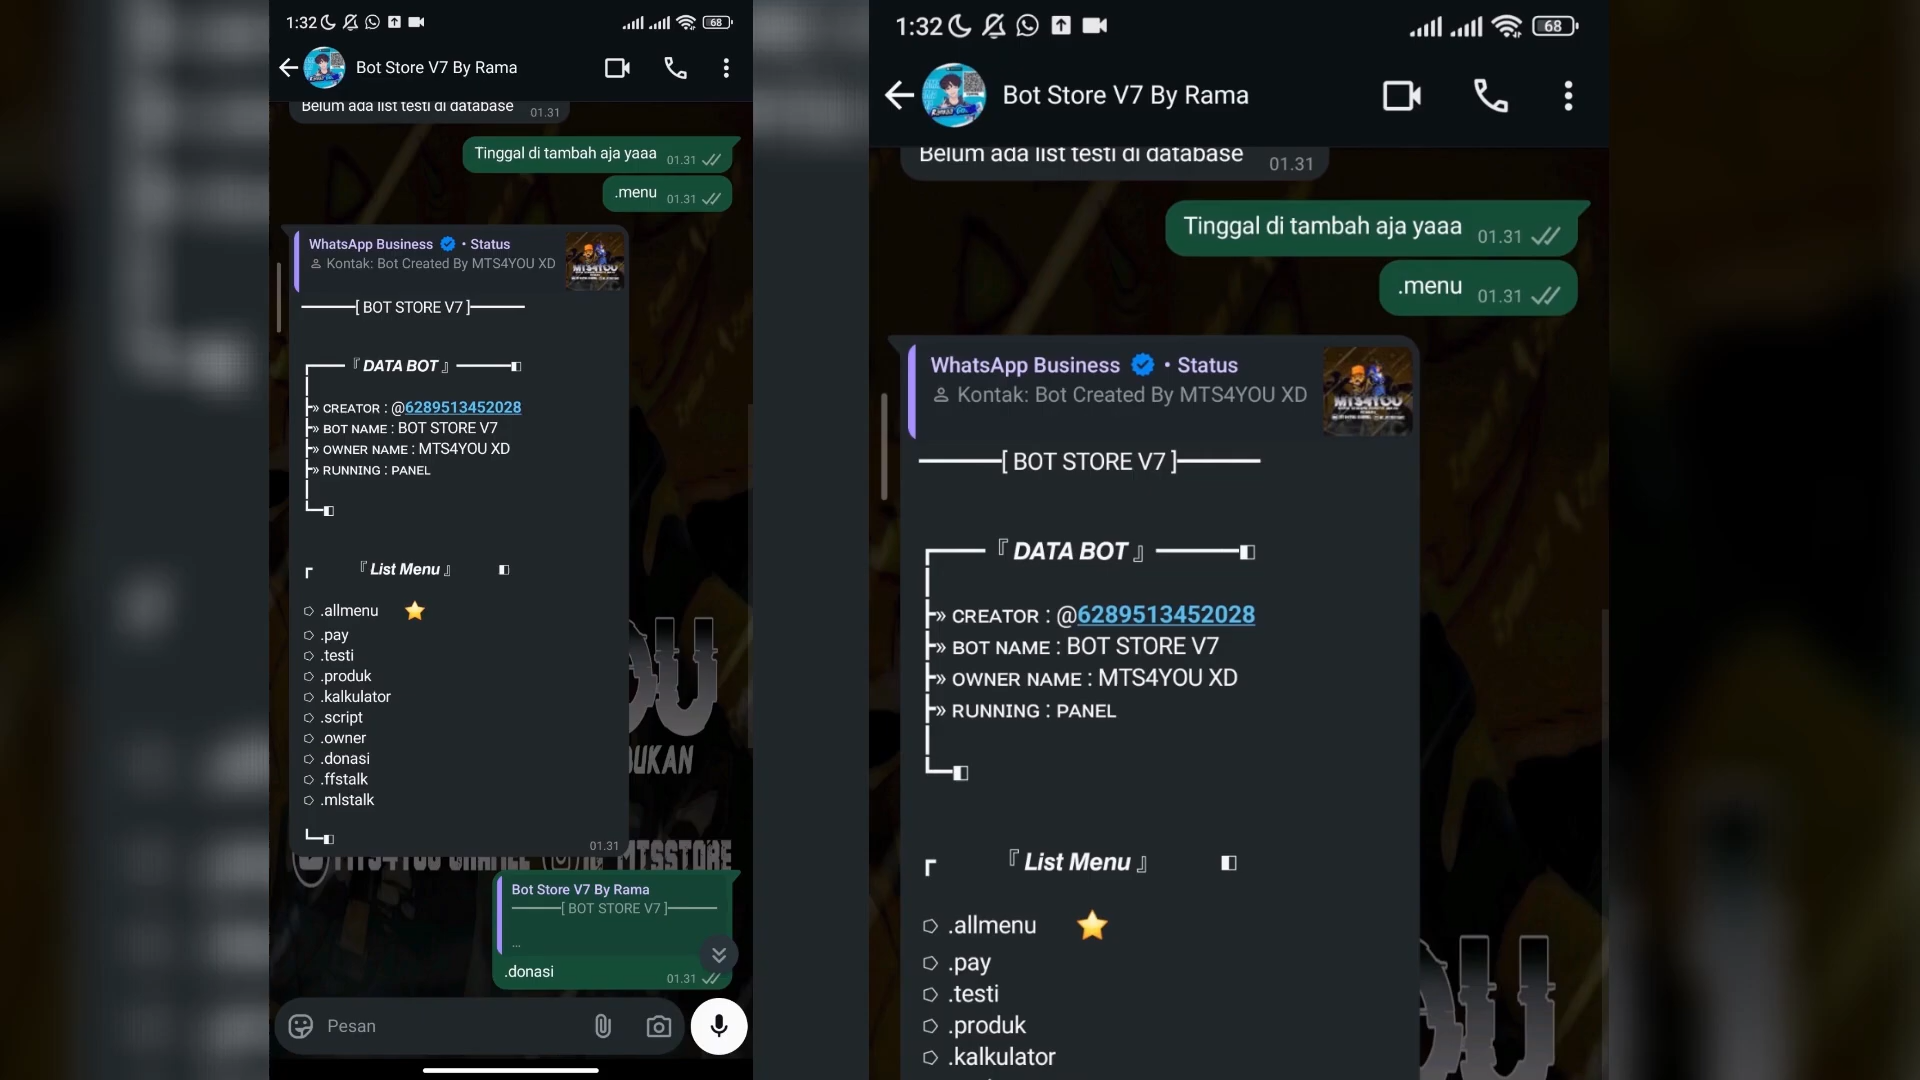 1:32
68
Bot Store V7 By Rama
Belum ada list testi di database 01.31
Tinggal di tambah aja yaaa 01.31
.menu 01.31
WhatsApp Business • Status
Kontak: Bot Created By MTS4YOU XD
MTS4YOU
[ BOT STORE V7 ]
『 DATA BOT 』
» CREATOR : @6289513452028
» BOT NAME : BOT STORE V7
» OWNER NAME : MTS4YOU XD
» RUNNING : PANEL
『 List Menu 』
.allmenu
.pay
.testi
.produk
.kalkulator
.script
.owner
.donasi
.ffstalk
.mlstalk
01.31
Bot Store V7 By Rama
[ BOT STORE V7 ]
...
.donasi 01.31
Pesan
1:32
68
Bot Store V7 By Rama
Belum ada list testi di database 01.31
Tinggal di tambah aja yaaa 01.31
.menu 01.31
WhatsApp Business • Status
Kontak: Bot Created By MTS4YOU XD
MTS4YOU
[ BOT STORE V7 ]
『 DATA BOT 』
» CREATOR : @6289513452028
» BOT NAME : BOT STORE V7
» OWNER NAME : MTS4YOU XD
» RUNNING : PANEL
『 List Menu 』
.allmenu
.pay
.testi
.produk
.kalkulator